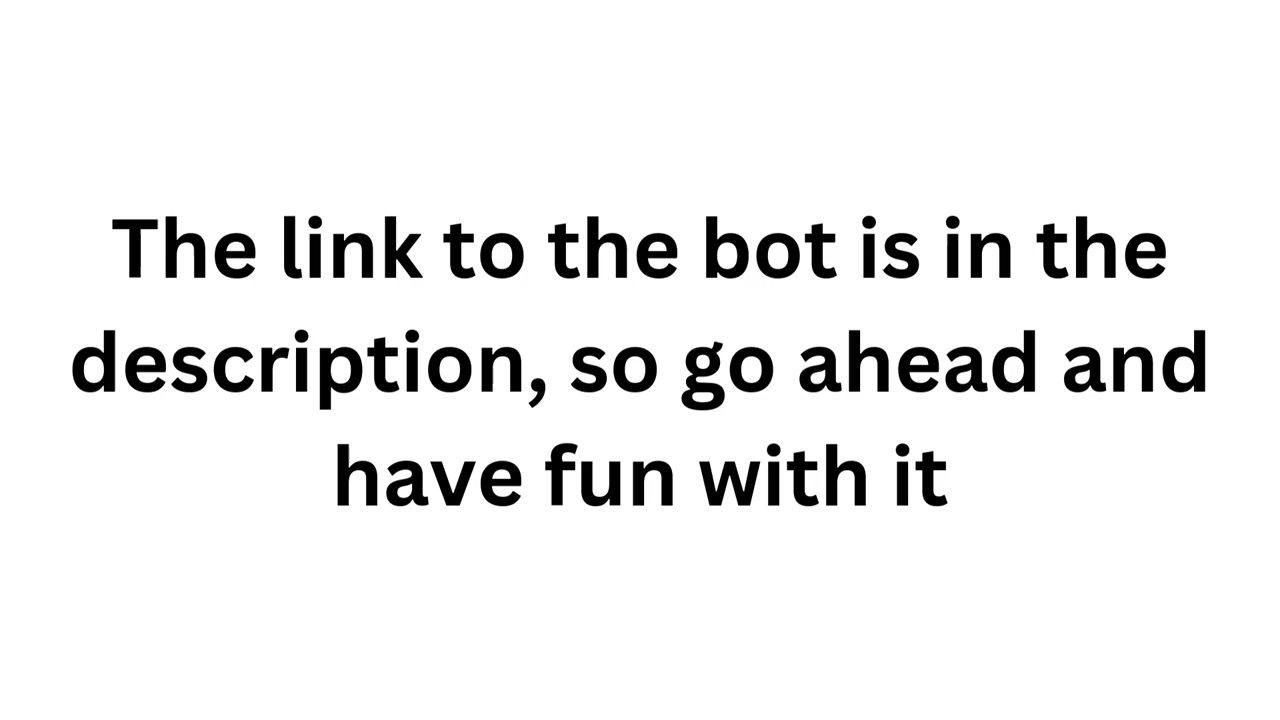 The link to the bot is in the
description, so go ahead and
have fun with it